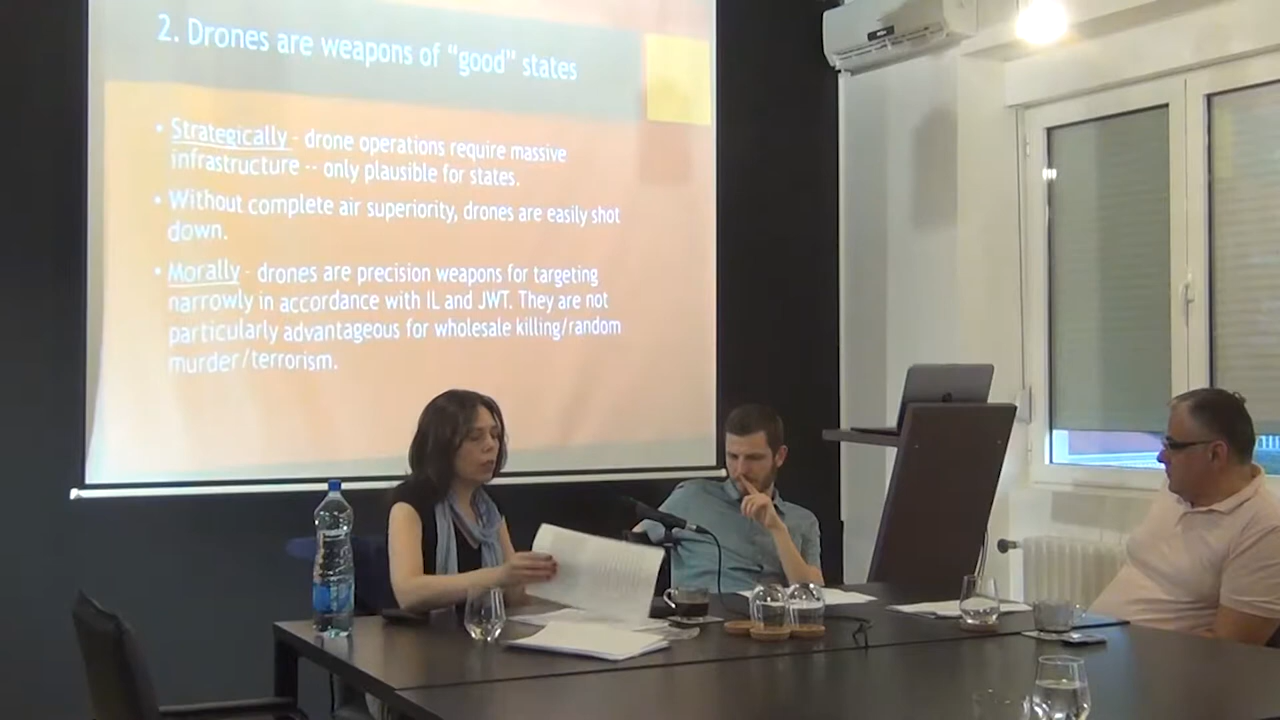 2. Drones are weapons of “good” states
• Strategically - drone operations require massive
infrastructure -- only plausible for states.
• Without complete air superiority, drones are easily shot
down.
• Morally - drones are precision weapons for targeting
narrowly in accordance with IL and JWT. They are not
particularly advantageous for wholesale killing/random
murder/terrorism.